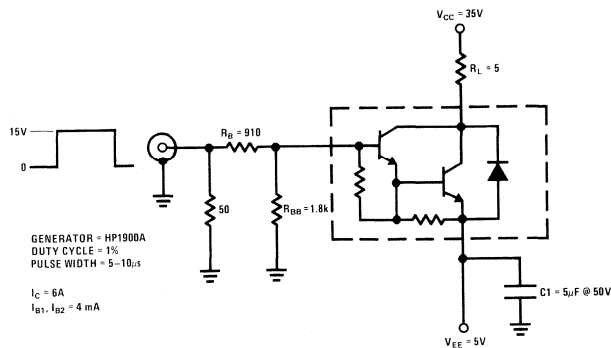 V_CC = 35V
R_L = 5
15V
R_B = 910
0
50
R_BB = 1.8k
GENERATOR = HP1900A
DUTY CYCLE = 1%
PULSE WIDTH = 5–10µs
I_C = 6A
I_B1, I_B2 = 4 mA
C1 = 5µF @ 50V
V_EE = 5V